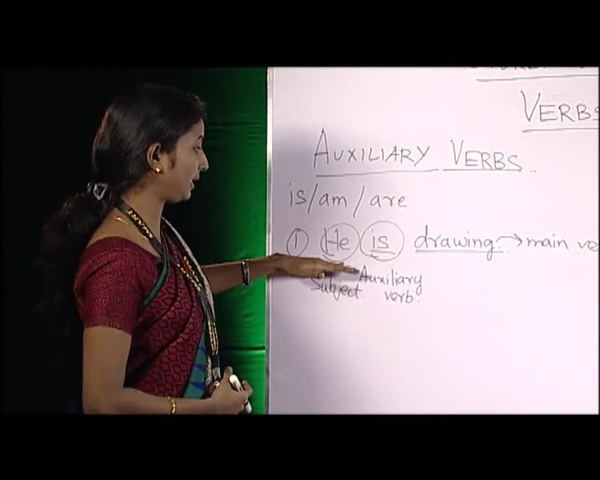 VERBS
AUXILIARY VERBS..
is/am/are
1 He is drawing. → main ve
Subject Auxiliary verb.